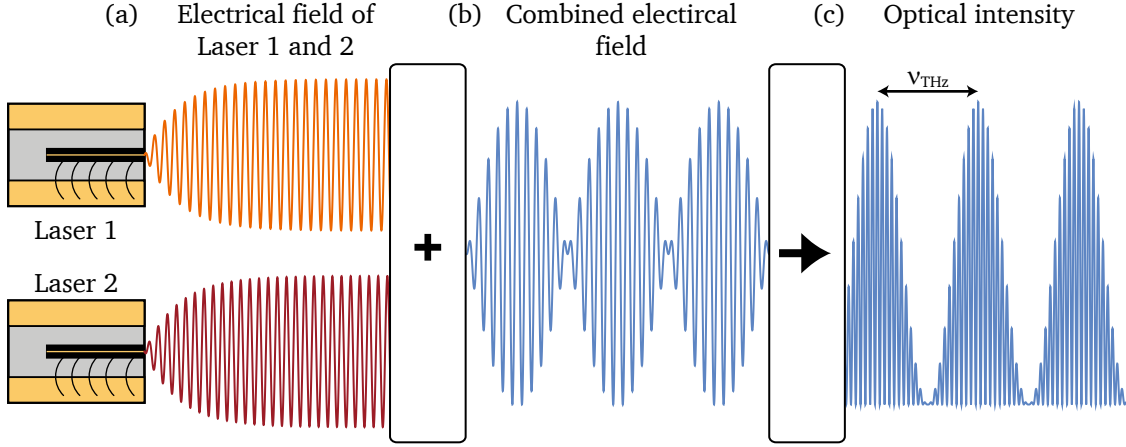 (a) Electrical field of
Laser 1 and 2
(b) Combined electircal
field
(c) Optical intensity
νTHz
Laser 1
Laser 2
+